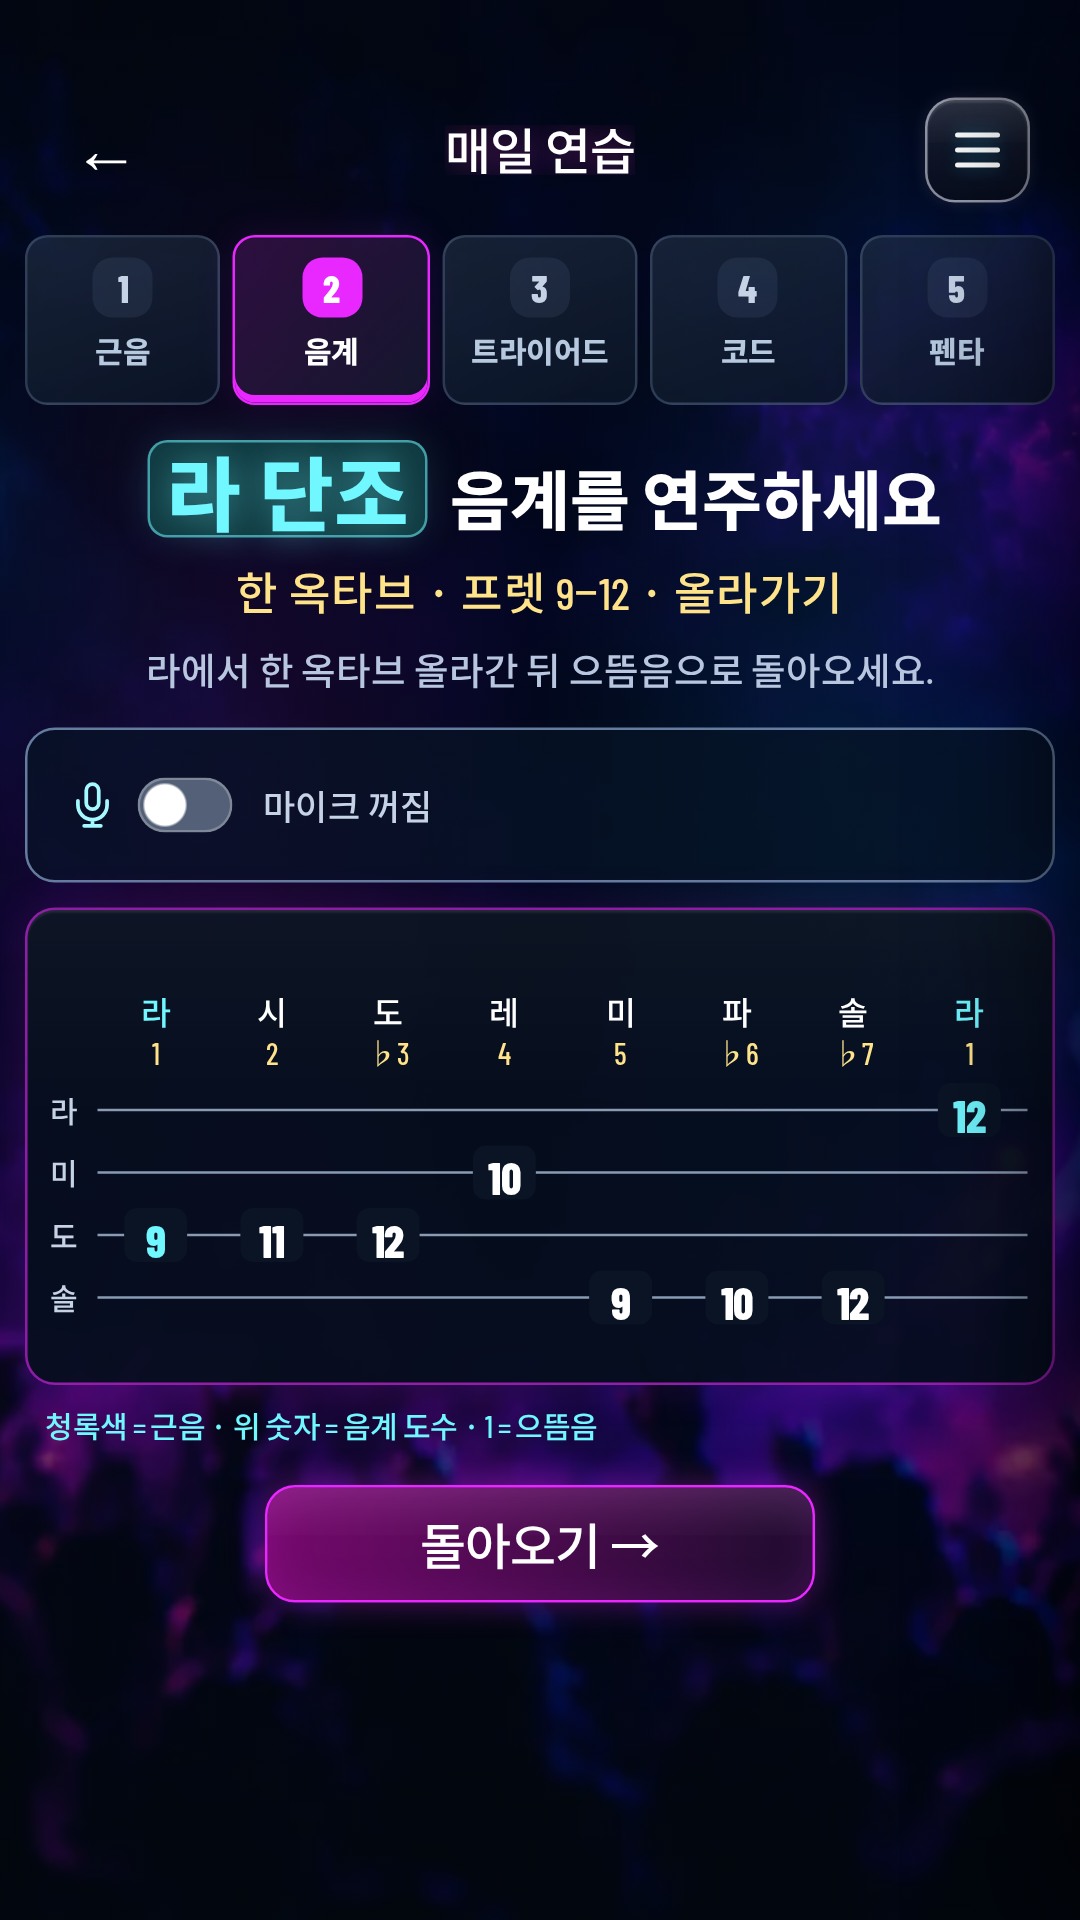 ← 매일 연습
1 2 3 4 5
근음 음계 트라이어드 코드 펜타
라 단조 음계를 연주하세요
한 옥타브 · 프렛 9–12 · 올라가기
라에서 한 옥타브 올라간 뒤 으뜸음으로 돌아오세요.
마이크 꺼짐
라 시 도 레 미 파 솔 라
1 2 ♭3 4 5 ♭6 ♭7 1
라 12
미 10
도 9 11 12
솔 9 10 12
청록색=근음 · 위 숫자=음계 도수 · 1=으뜸음
돌아오기 →